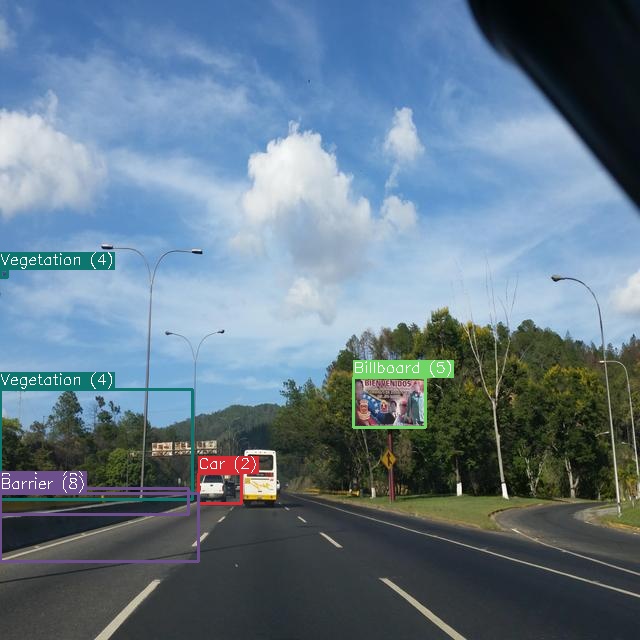 Vegetation (4)
Vegetation (4)
Billboard (5)
BIENVENIDOS
Car (2)
Barrier (8)